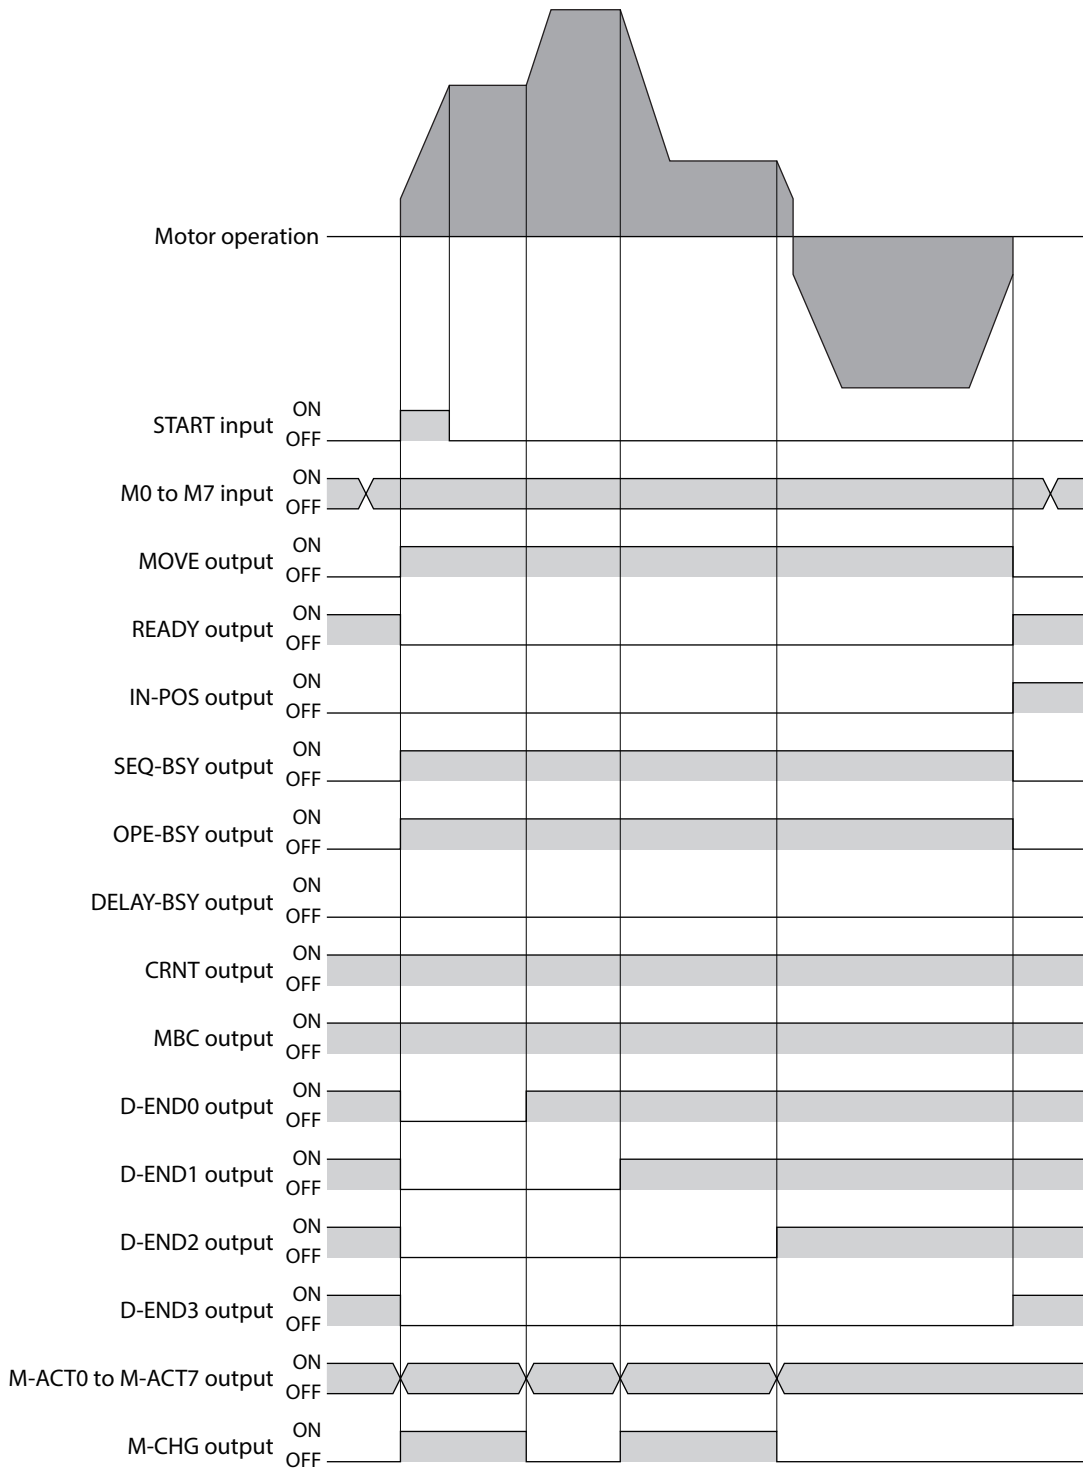 Motor operation
START input
ON
OFF
M0 to M7 input
ON
OFF
MOVE output
ON
OFF
READY output
ON
OFF
IN-POS output
ON
OFF
SEQ-BSY output
ON
OFF
OPE-BSY output
ON
OFF
DELAY-BSY output
ON
OFF
CRNT output
ON
OFF
MBC output
ON
OFF
D-END0 output
ON
OFF
D-END1 output
ON
OFF
D-END2 output
ON
OFF
D-END3 output
ON
OFF
M-ACT0 to M-ACT7 output
ON
OFF
M-CHG output
ON
OFF